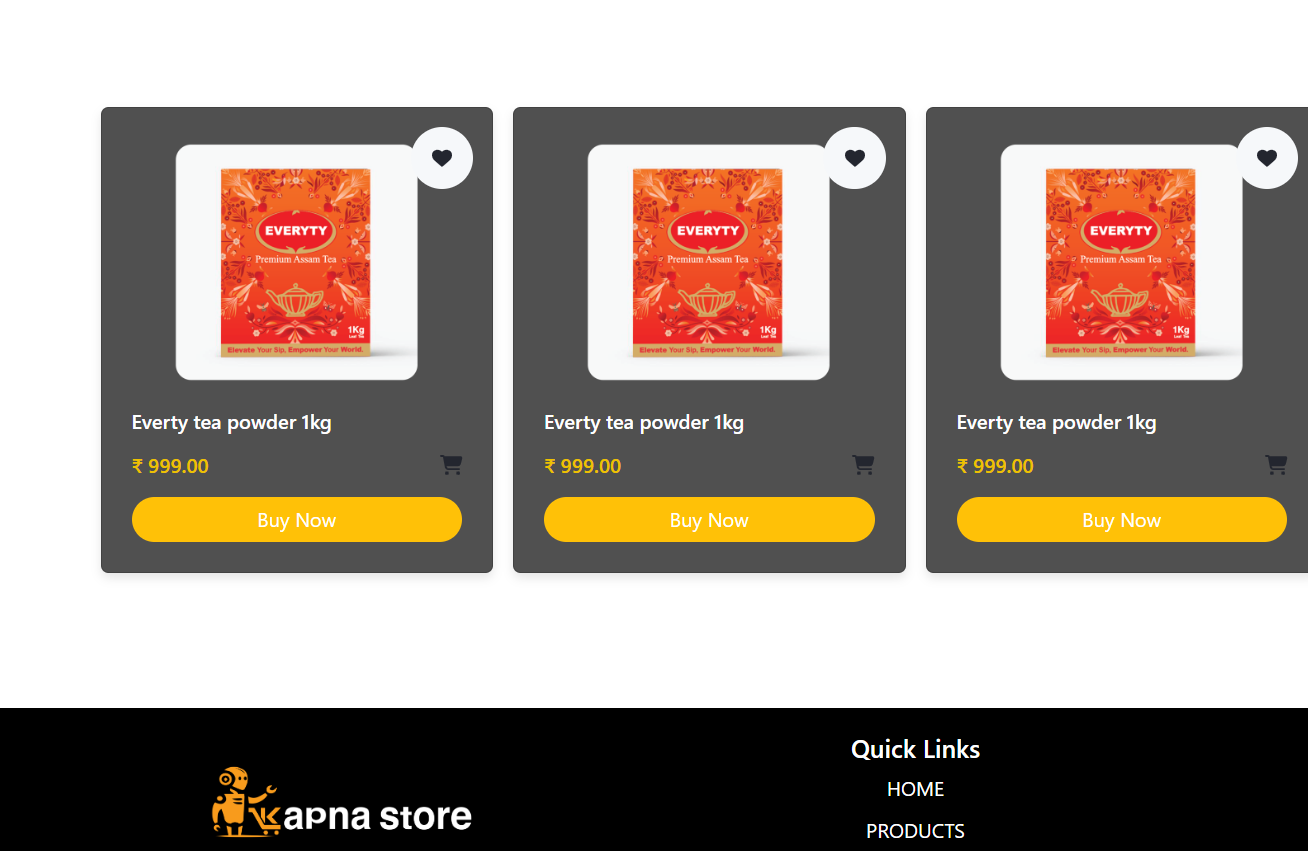 EVERYTY
Premium Assam Tea
1Kg
Leaf Tea
Elevate Your Sip, Empower Your World.
Everty tea powder 1kg
₹ 999.00
Buy Now
EVERYTY
Premium Assam Tea
1Kg
Leaf Tea
Elevate Your Sip, Empower Your World.
Everty tea powder 1kg
₹ 999.00
Buy Now
EVERYTY
Premium Assam Tea
1Kg
Leaf Tea
Elevate Your Sip, Empower Your World.
Everty tea powder 1kg
₹ 999.00
Buy Now
apna store
Quick Links
HOME
PRODUCTS